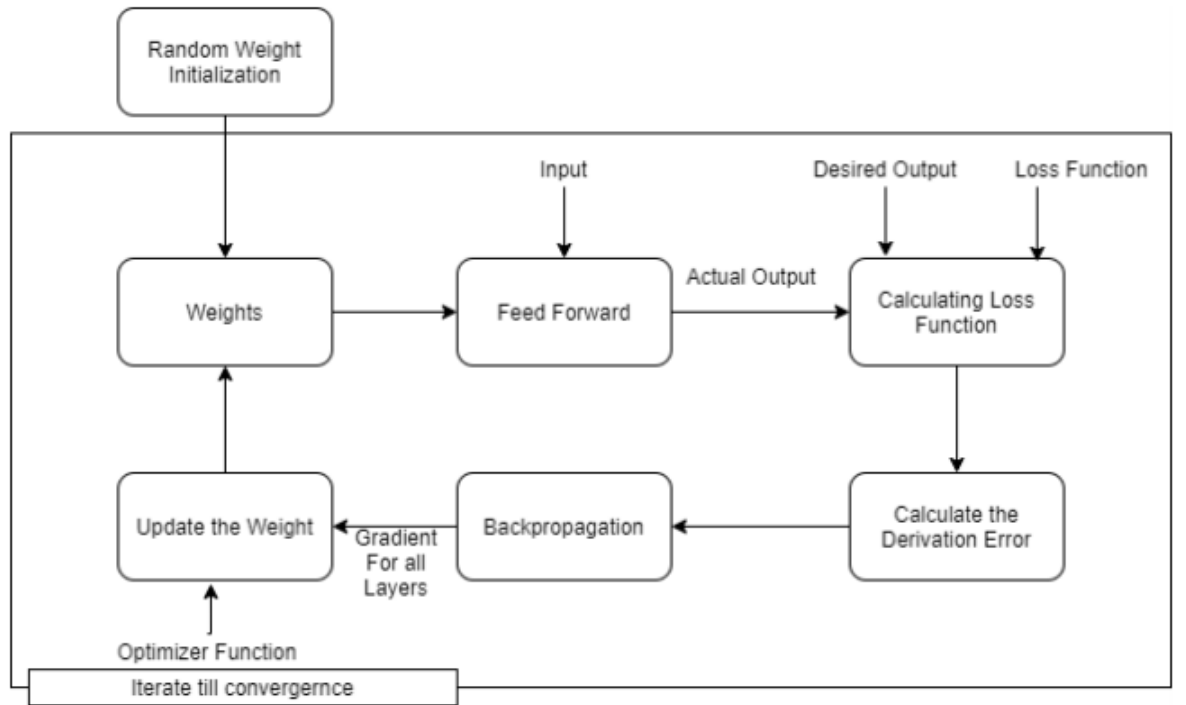 Random Weight
Initialization
Input
Desired Output
Loss Function
Weights
Feed Forward
Actual Output
Calculating Loss
Function
Update the Weight
Gradient
For all
Layers
Backpropagation
Calculate the
Derivation Error
Optimizer Function
Iterate till convergernce